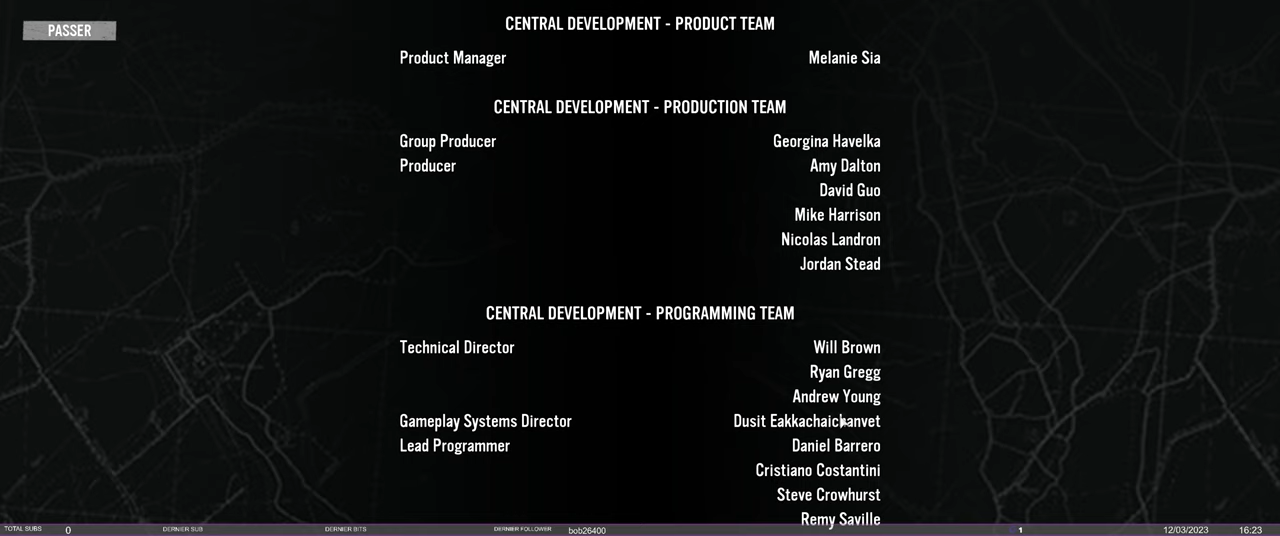 PASSER
CENTRAL DEVELOPMENT - PRODUCT TEAM
Product Manager Melanie Sia
CENTRAL DEVELOPMENT - PRODUCTION TEAM
Group Producer Georgina Havelka
Producer Amy Dalton
David Guo
Mike Harrison
Nicolas Landron
Jordan Stead
CENTRAL DEVELOPMENT - PROGRAMMING TEAM
Technical Director Will Brown
Ryan Gregg
Andrew Young
Gameplay Systems Director Dusit Eakkachaichanvet
Lead Programmer Daniel Barrero
Cristiano Costantini
Steve Crowhurst
Remy Saville
TOTAL SUBS 0 DERNIER SUB DERNIER BITS DERNIER FOLLOWER bob26400 1 12/03/2023 16:23